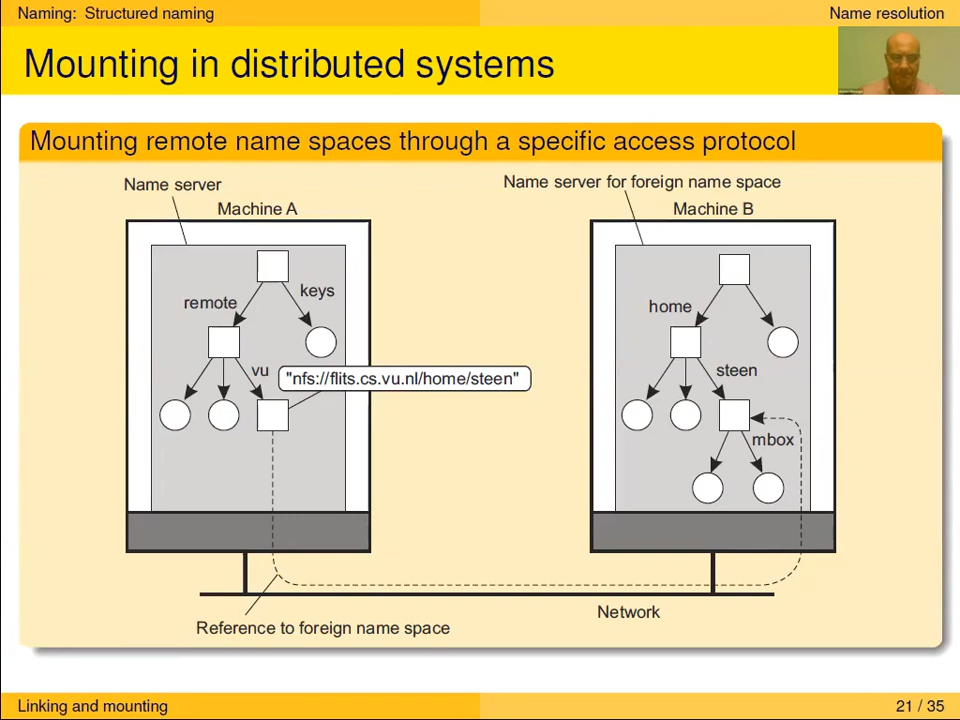 Naming: Structured naming
Name resolution
Mounting in distributed systems
Mounting remote name spaces through a specific access protocol
Name server
Name server for foreign name space
Machine A
Machine B
keys
remote
home
vu
"nfs://flits.cs.vu.nl/home/steen"
steen
mbox
Network
Reference to foreign name space
Linking and mounting
21 / 35